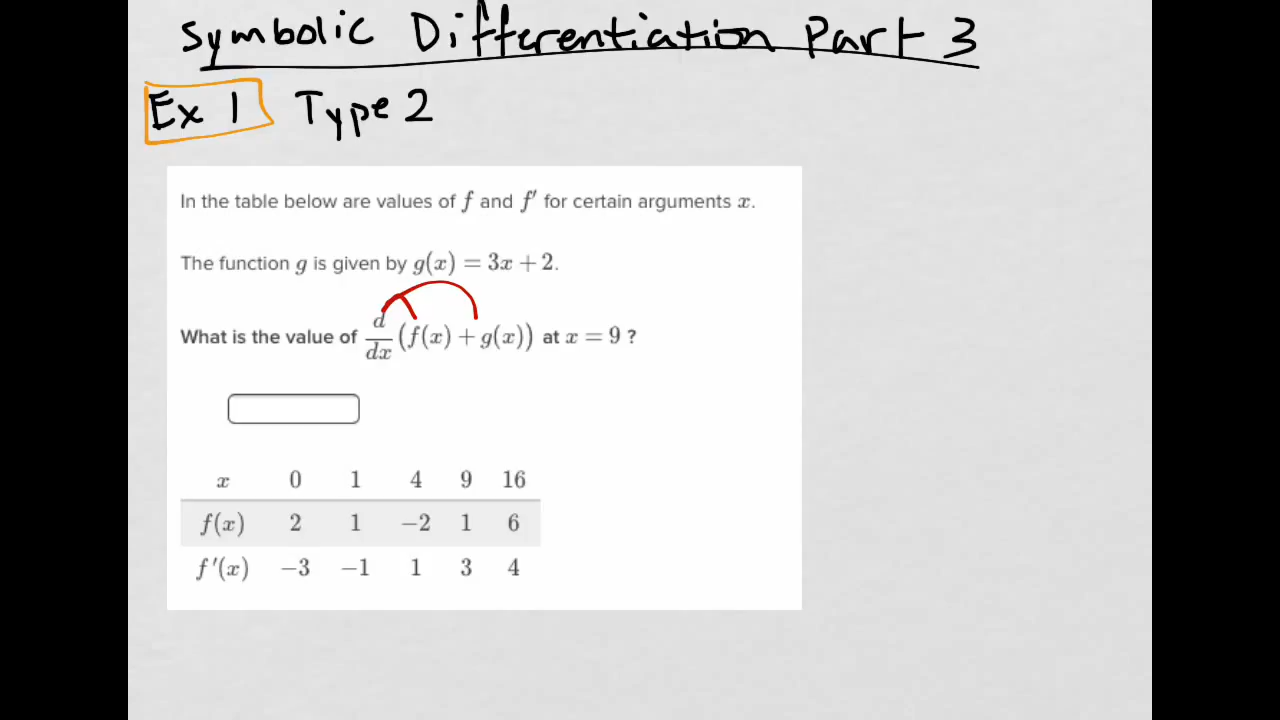 Symbolic Differentiation Part 3
Ex 1 Type 2
In the table below are values of f and f′ for certain arguments x.
The function g is given by g(x) = 3x + 2.
What is the value of d/dx (f(x) + g(x)) at x = 9 ?
x 0 1 4 9 16
f(x) 2 1 −2 1 6
f′(x) −3 −1 1 3 4